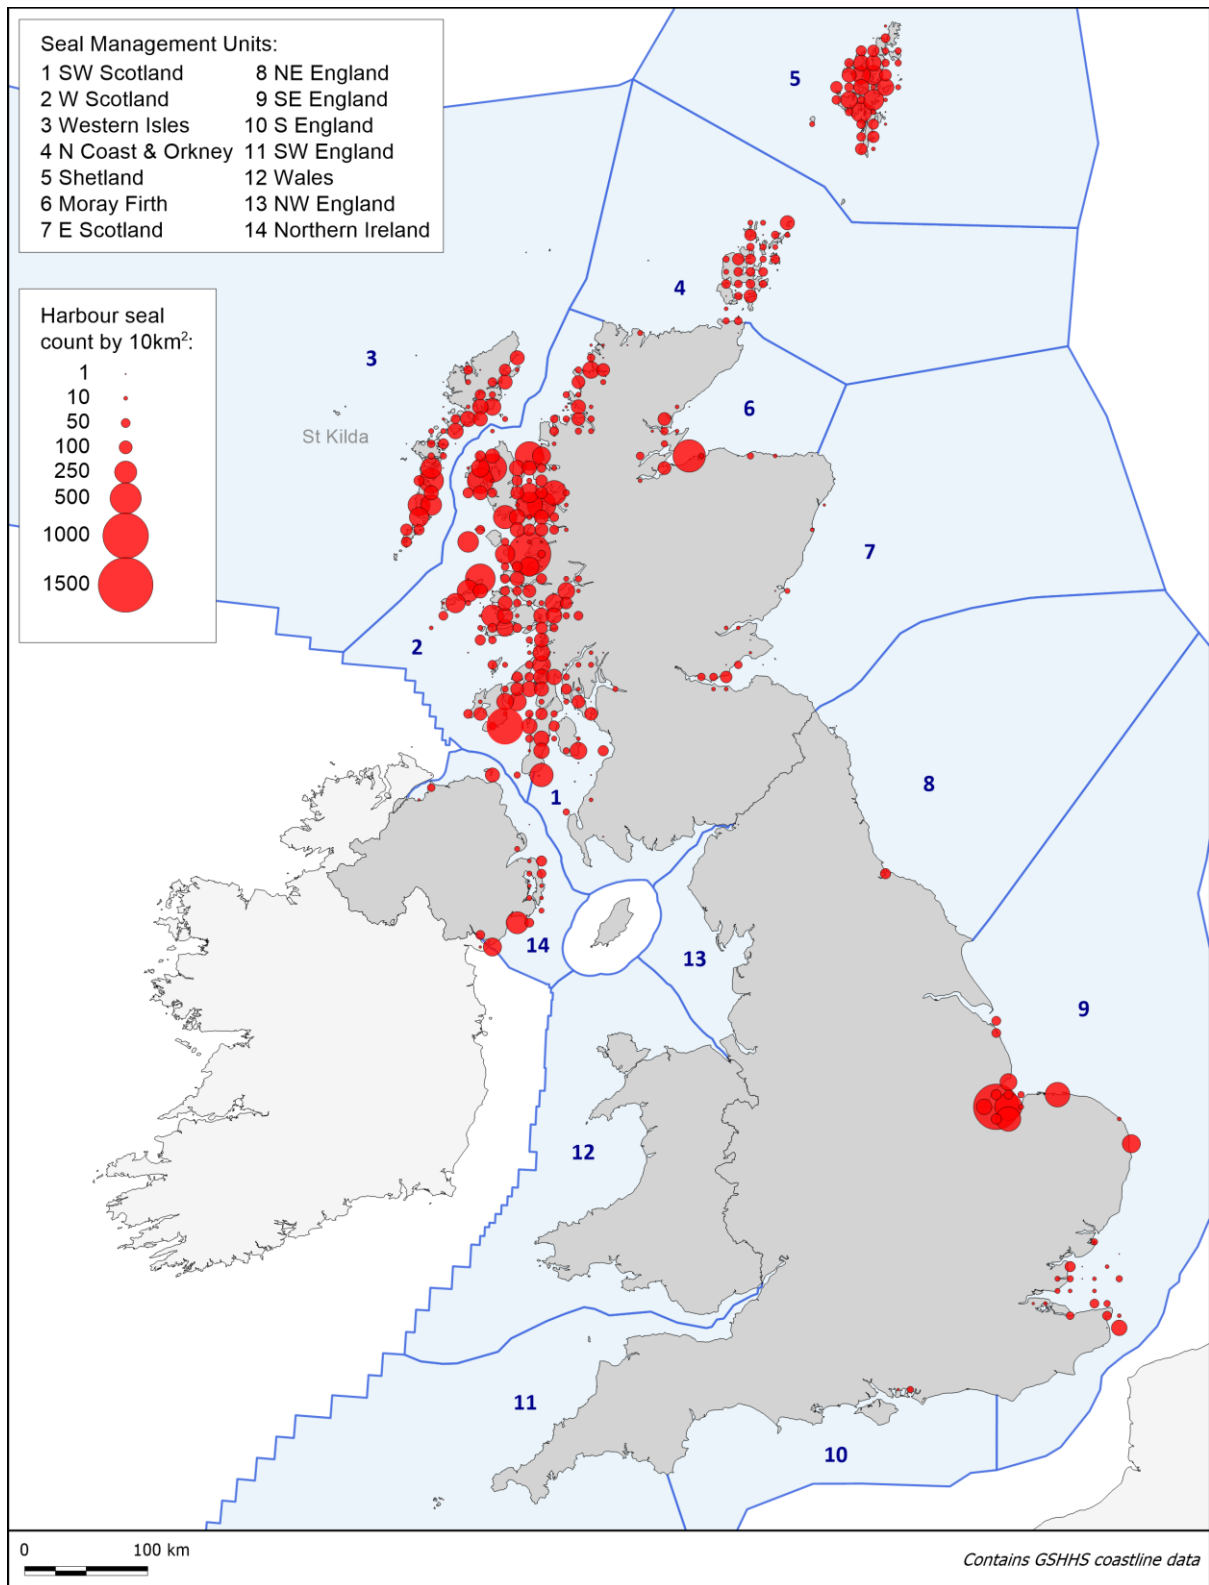 Seal Management Units:
1 SW Scotland 8 NE England
2 W Scotland 9 SE England
3 Western Isles 10 S England
4 N Coast & Orkney 11 SW England
5 Shetland 12 Wales
6 Moray Firth 13 NW England
7 E Scotland 14 Northern Ireland
Harbour seal
count by 10km²:
1
10
50
100
250
500
1000
1500
5
4
3
St Kilda
6
7
2
1
8
14
13
9
12
11
10
0 100 km
Contains GSHHS coastline data